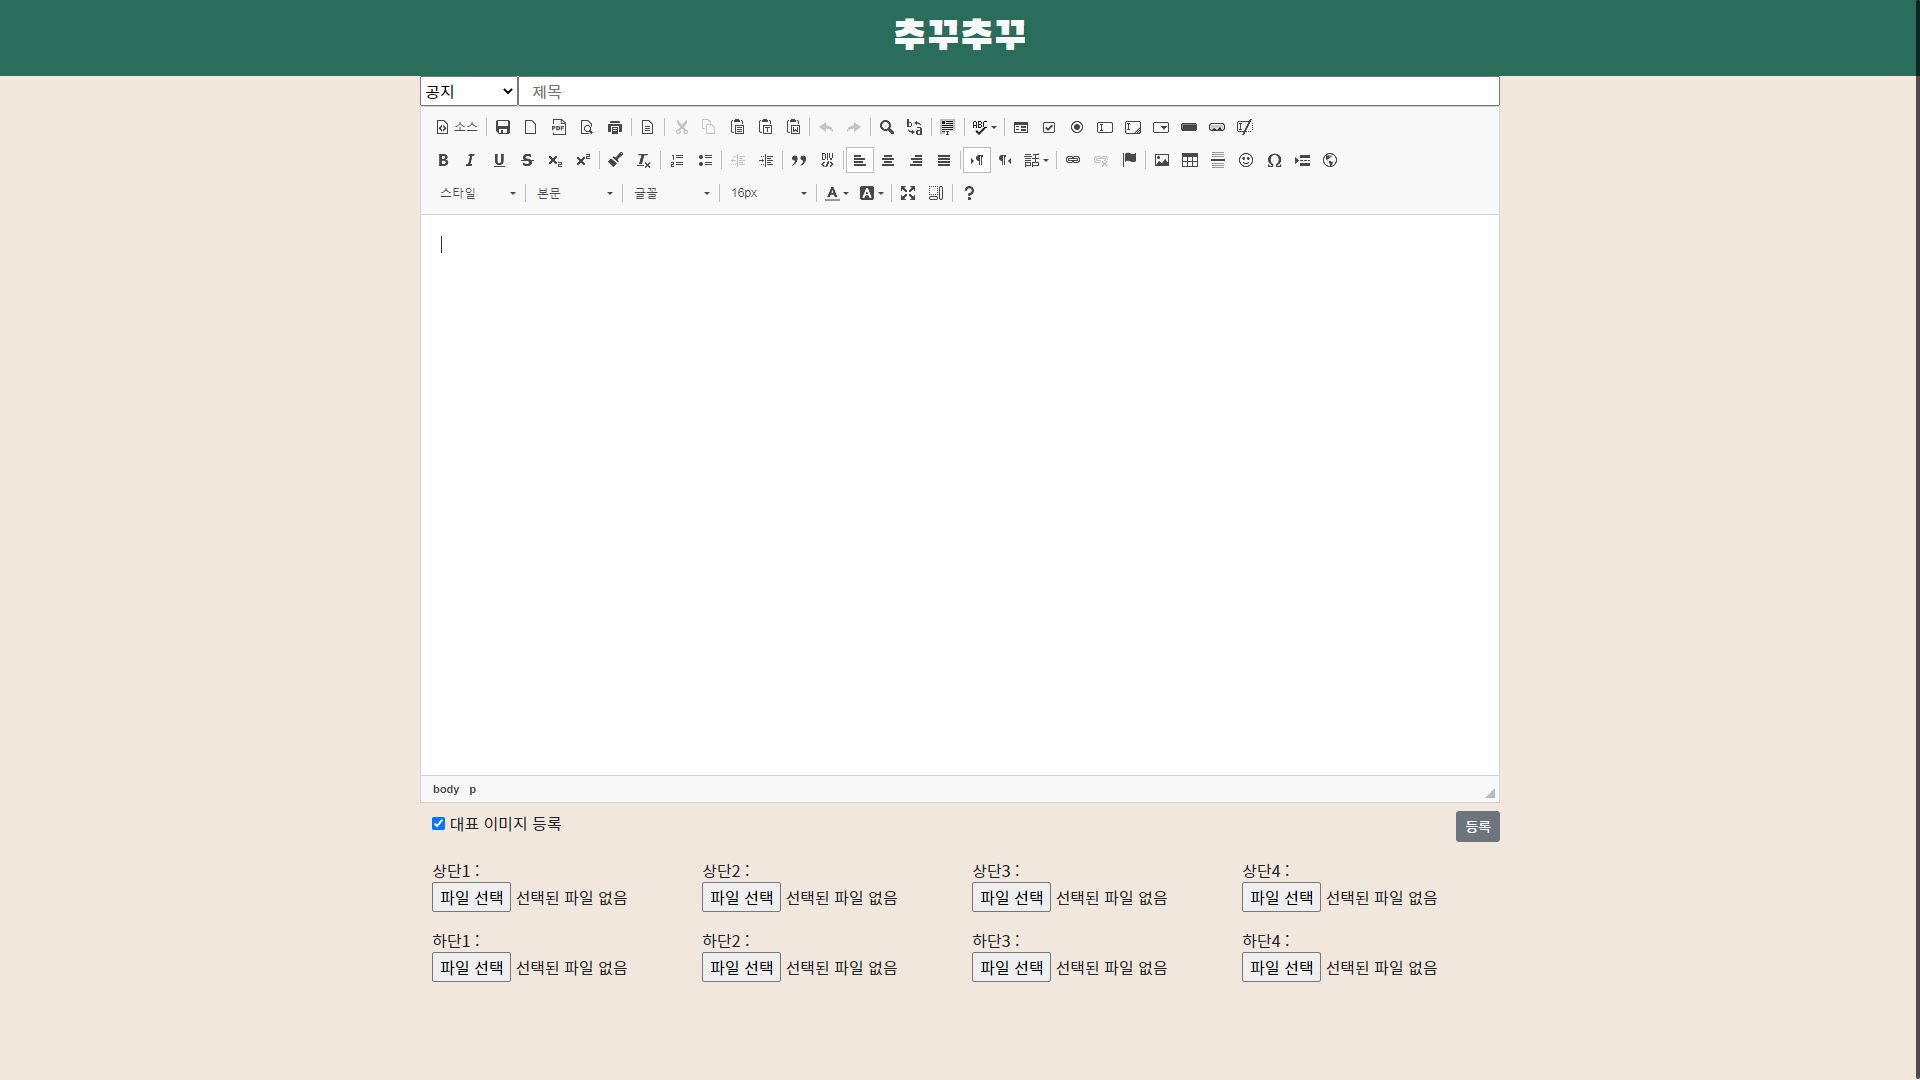 추꾸추꾸
공지 제목
소스
스타일 본문 글꼴 16px
body p
대표 이미지 등록 등록
상단1 : 상단2 : 상단3 : 상단4 :
파일 선택 선택된 파일 없음 파일 선택 선택된 파일 없음 파일 선택 선택된 파일 없음 파일 선택 선택된 파일 없음
하단1 : 하단2 : 하단3 : 하단4 :
파일 선택 선택된 파일 없음 파일 선택 선택된 파일 없음 파일 선택 선택된 파일 없음 파일 선택 선택된 파일 없음